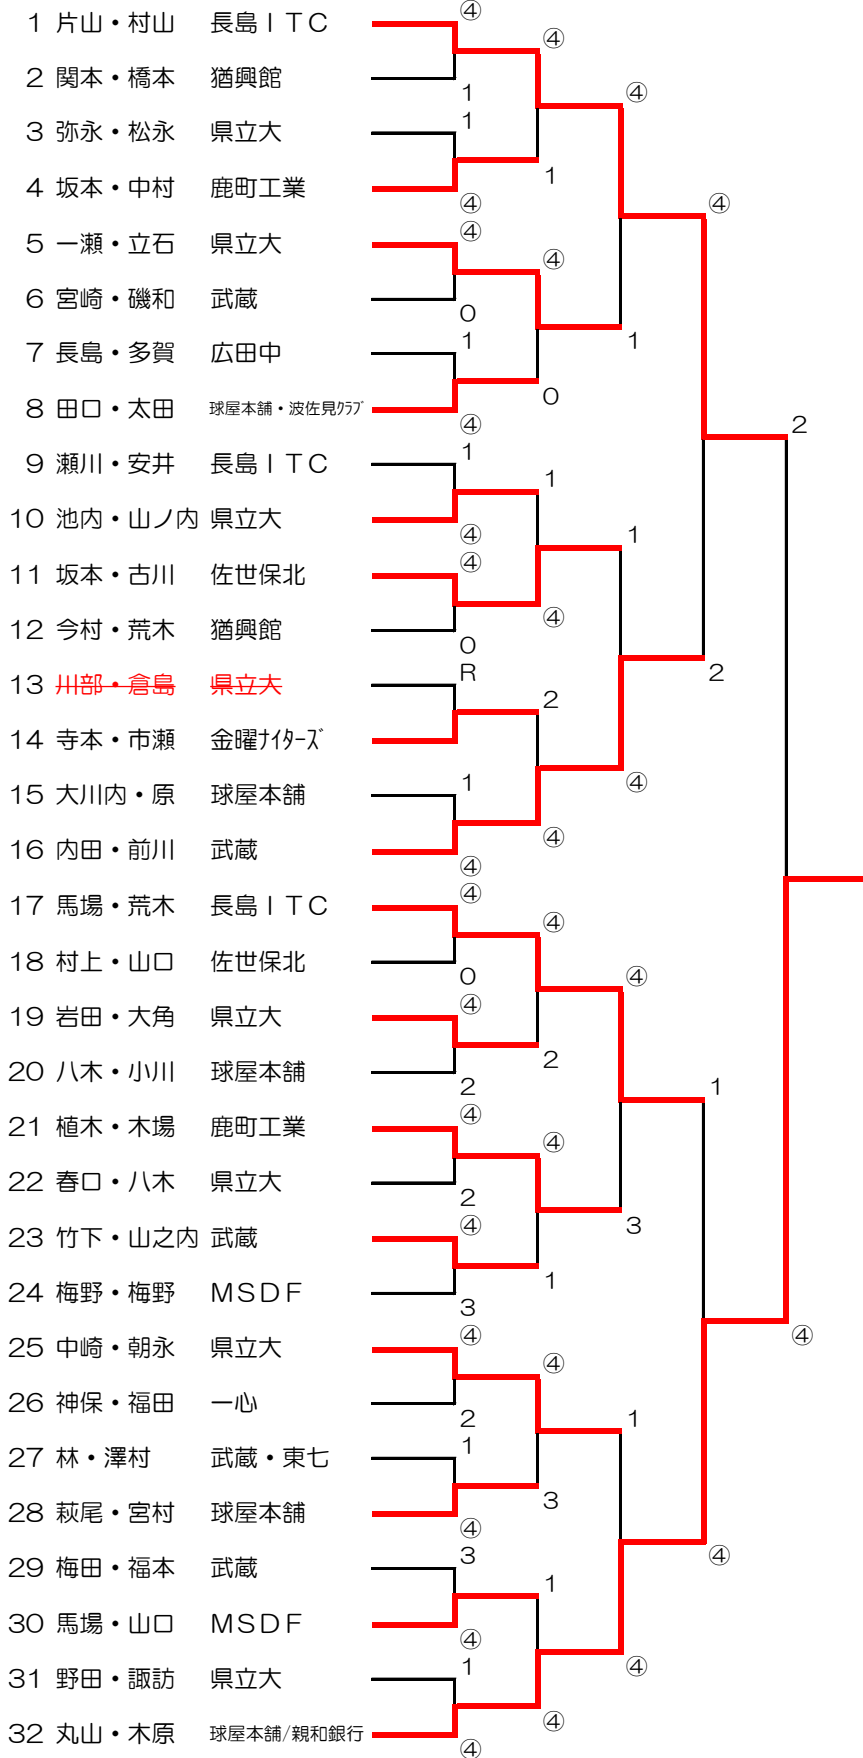 1 片山・村山 長島ITC ④
④
2 関本・橋本 猶興館 1
④
3 弥永・松永 県立大 1
1
4 坂本・中村 鹿町工業 ④
④
5 一瀬・立石 県立大 ④
④
6 宮崎・磯和 武蔵 0
1
7 長島・多賀 広田中 1
0
8 田口・太田 球屋本舗・波佐見クラブ ④
2
9 瀬川・安井 長島ITC 1
1
10 池内・山ノ内 県立大 ④
1
11 坂本・古川 佐世保北 ④
④
12 今村・荒木 猶興館 0
2
13 川部・倉島 県立大 R
2
14 寺本・市瀬 金曜ナイターズ
④
15 大川内・原 球屋本舗 1
④
16 内田・前川 武蔵 ④
17 馬場・荒木 長島ITC ④
④
18 村上・山口 佐世保北 0
④
19 岩田・大角 県立大 ④
2
20 八木・小川 球屋本舗 2
1
21 植木・木場 鹿町工業 ④
④
22 春口・八木 県立大 2
3
23 竹下・山之内 武蔵 ④
1
24 梅野・梅野 MSDF 3
④
25 中崎・朝永 県立大 ④
④
26 神保・福田 一心 2
1
27 林・澤村 武蔵・東七 1
3
28 萩尾・宮村 球屋本舗 ④
④
29 梅田・福本 武蔵 3
1
30 馬場・山口 MSDF ④
④
31 野田・諏訪 県立大 1
④
32 丸山・木原 球屋本舗/親和銀行 ④